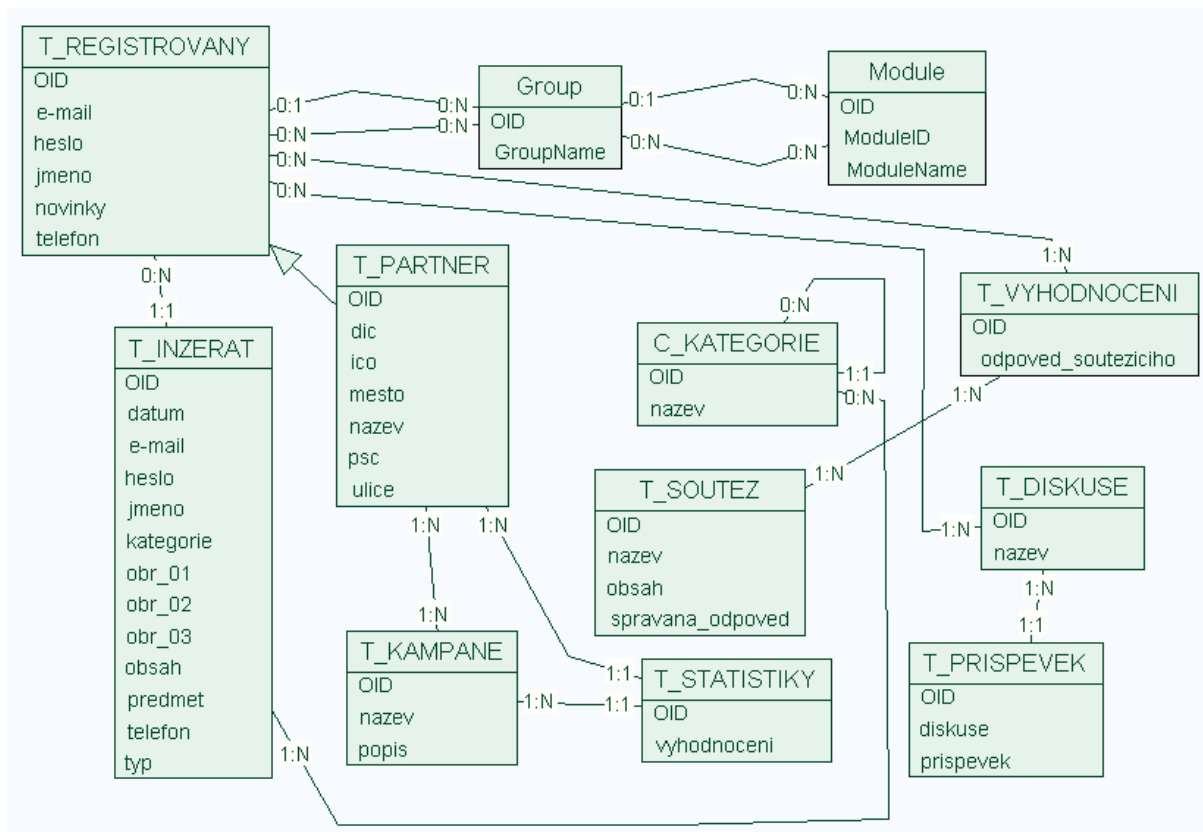 T_REGISTROVANY
OID
e-mail
heslo
jmeno
novinky
telefon
Group
OID
GroupName
Module
OID
ModuleID
ModuleName
0:1
0:N
0:N
0:N
0:1
0:N
0:N
0:N
0:N
0:N
0:N
1:1
T_PARTNER
OID
dic
ico
mesto
nazev
psc
ulice
1:N
T_VYHODNOCENI
OID
odpoved_souteziciho
T_INZERAT
OID
datum
e-mail
heslo
jmeno
kategorie
obr_01
obr_02
obr_03
obsah
predmet
telefon
typ
0:N
C_KATEGORIE
OID
nazev
1:1
0:N
1:N
1:N
T_SOUTEZ
OID
nazev
obsah
spravana_odpoved
T_DISKUSE
OID
nazev
1:N
1:N
1:N
1:N
1:N
1:1
T_KAMPANE
OID
nazev
popis
1:N
1:1
1:1
T_STATISTIKY
OID
vyhodnoceni
T_PRISPEVEK
OID
diskuse
prispevek
1:N